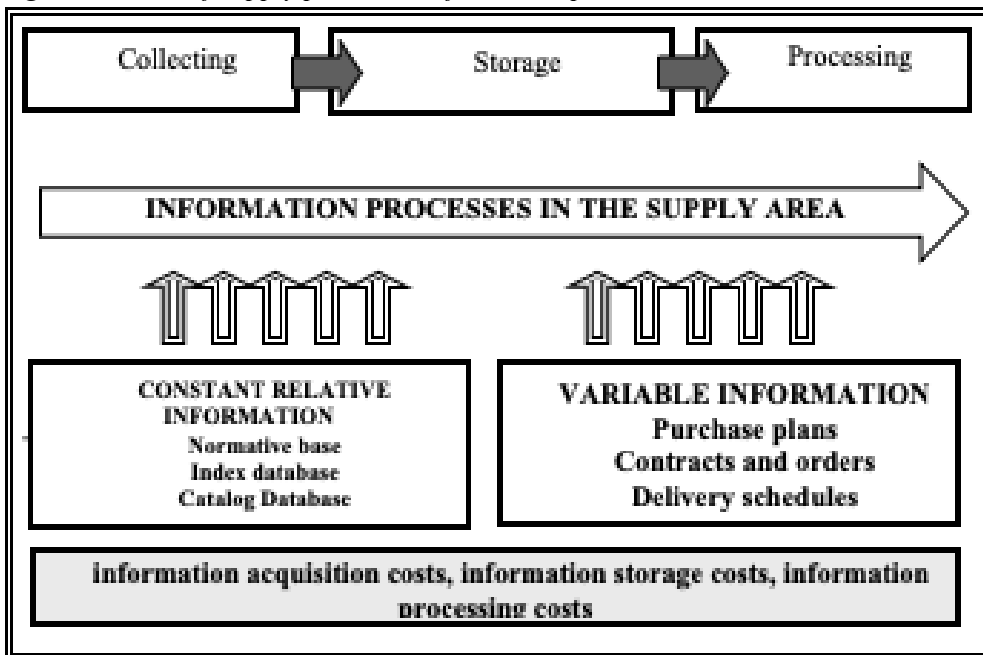 Collecting
Storage
Processing
INFORMATION PROCESSES IN THE SUPPLY AREA
CONSTANT RELATIVE
INFORMATION
Normative base
Index database
Catalog Database
VARIABLE INFORMATION
Purchase plans
Contracts and orders
Delivery schedules
information acquisition costs, information storage costs, information
processing costs